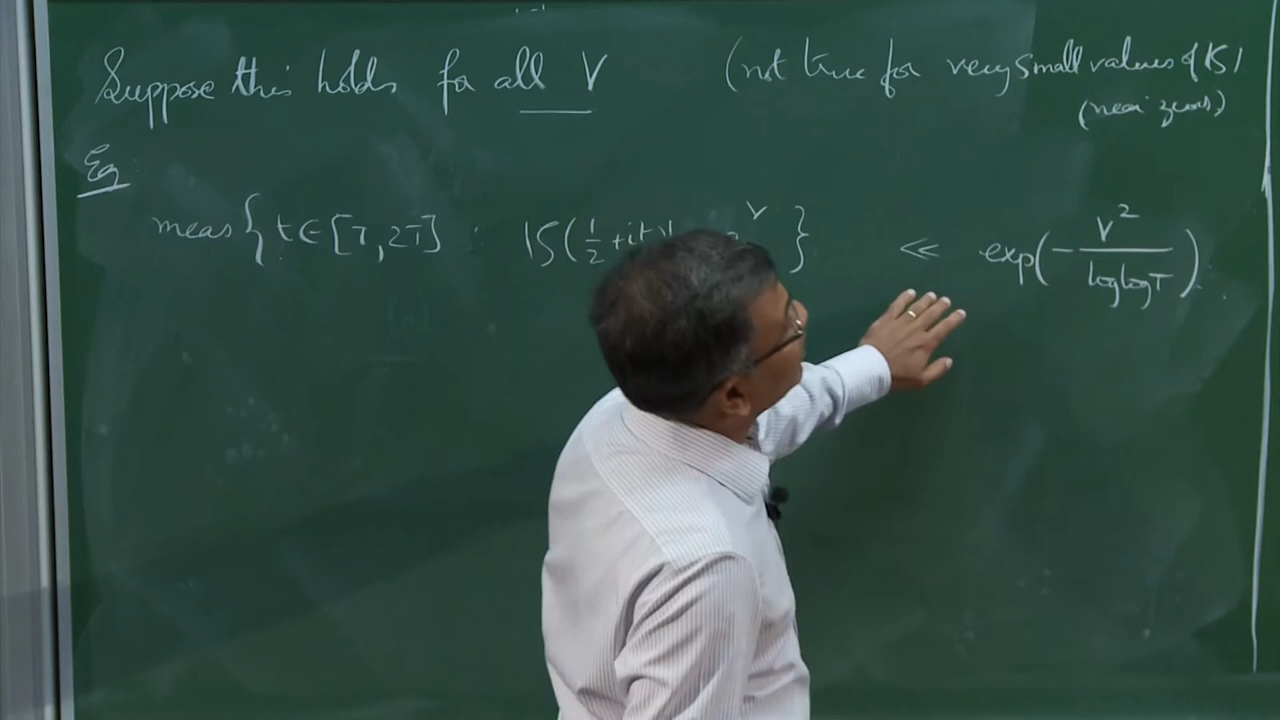 Suppose this holds for all V (not true for very small values of |ζ|
(near zeros)
Eg
meas { t ∈ [T, 2T] : |ζ(1/2 + it)| V } ≪ exp(- V² / loglogT).